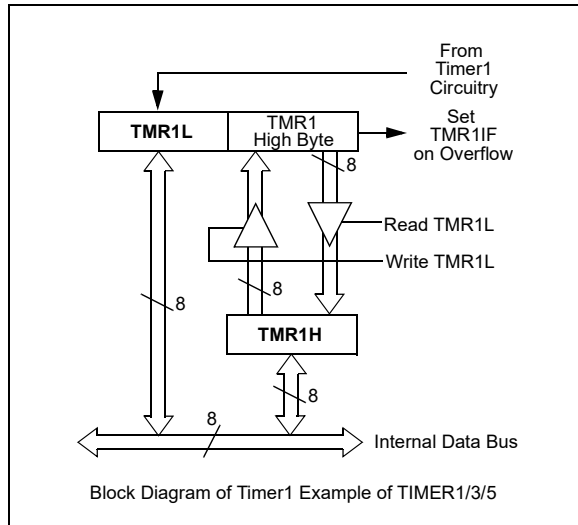 From
Timer1
Circuitry
TMR1L
TMR1
High Byte
Set
TMR1IF
on Overflow
8
Read TMR1L
Write TMR1L
8
8
TMR1H
8
8
Internal Data Bus
Block Diagram of Timer1 Example of TIMER1/3/5